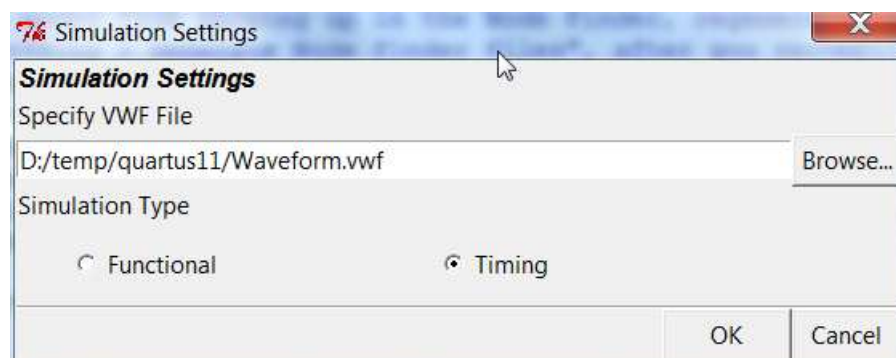 Simulation Settings
Simulation Settings
Specify VWF File
D:/temp/quartus11/Waveform.vwf
Browse...
Simulation Type
Functional
Timing
OK
Cancel